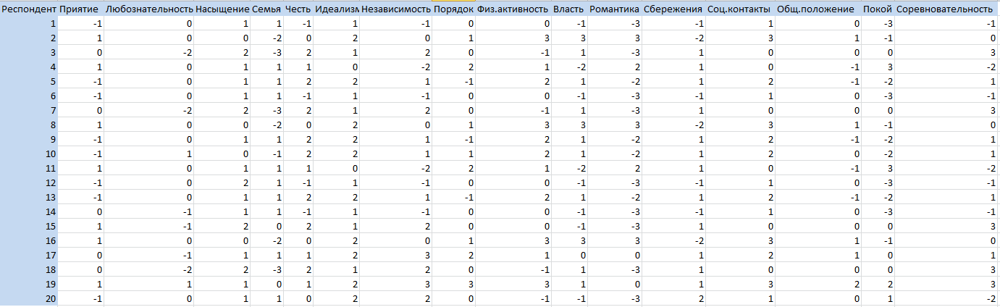 Респондент Приятие Любознательность Насыщение Семья Честь Идеализм Независимость Порядок Физ.активность Власть Романтика Сбережения Соц.контакты Общ.положение Покой Соревновательность
1 -1 0 1 1 -1 1 -1 0 0 -1 -3 -1 1 0 -3 -1
2 1 0 0 -2 0 2 0 1 3 3 3 -2 3 1 -1 0
3 0 -2 2 -3 2 1 2 0 -1 1 -3 1 0 0 0 3
4 1 0 1 1 1 0 -2 2 1 -2 2 1 0 -1 3 -2
5 -1 0 1 1 2 2 1 -1 2 1 -2 1 2 -1 -2 1
6 -1 0 1 1 -1 1 -1 0 0 -1 -3 -1 1 0 -3 -1
7 0 -2 2 -3 2 1 2 0 -1 1 -3 1 0 0 0 3
8 1 0 0 -2 0 2 0 1 3 3 3 -2 3 1 -1 0
9 -1 0 1 1 2 2 1 -1 2 1 -2 1 2 -1 -2 1
10 -1 1 0 -1 2 2 1 1 2 1 -2 1 2 0 -2 1
11 1 0 1 1 1 0 -2 2 1 -2 2 1 0 -1 3 -2
12 -1 0 2 1 -1 1 -1 0 0 -1 -3 -1 1 0 -3 -1
13 -1 0 1 1 2 2 1 -1 2 1 -2 1 2 -1 -2 1
14 0 -1 1 1 -1 1 -1 0 0 -1 -3 -1 1 0 -3 -1
15 1 -1 2 0 2 1 2 0 0 -1 -3 1 0 0 0 3
16 1 0 0 -2 0 2 0 1 3 3 3 -2 3 1 -1 0
17 0 -1 1 1 1 2 3 2 1 0 0 1 2 1 0 1
18 0 -2 2 -3 2 1 2 0 -1 1 -3 1 0 0 0 3
19 1 1 1 0 1 2 3 3 3 1 0 1 3 2 2 3
20 -1 0 1 1 0 2 2 0 -1 -1 -3 2 1 0 1 -2